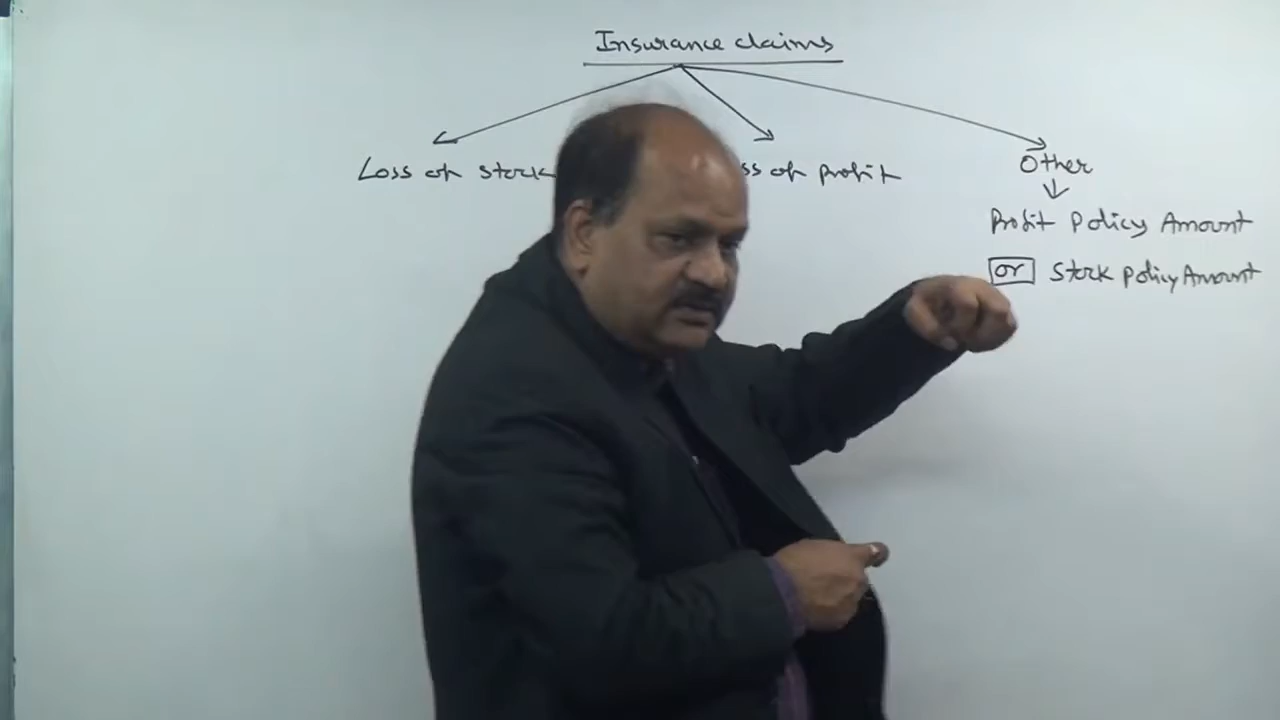 Insurance claims
Loss of stock
ss of profit
Other
Profit Policy Amount
or Stock Policy Amount